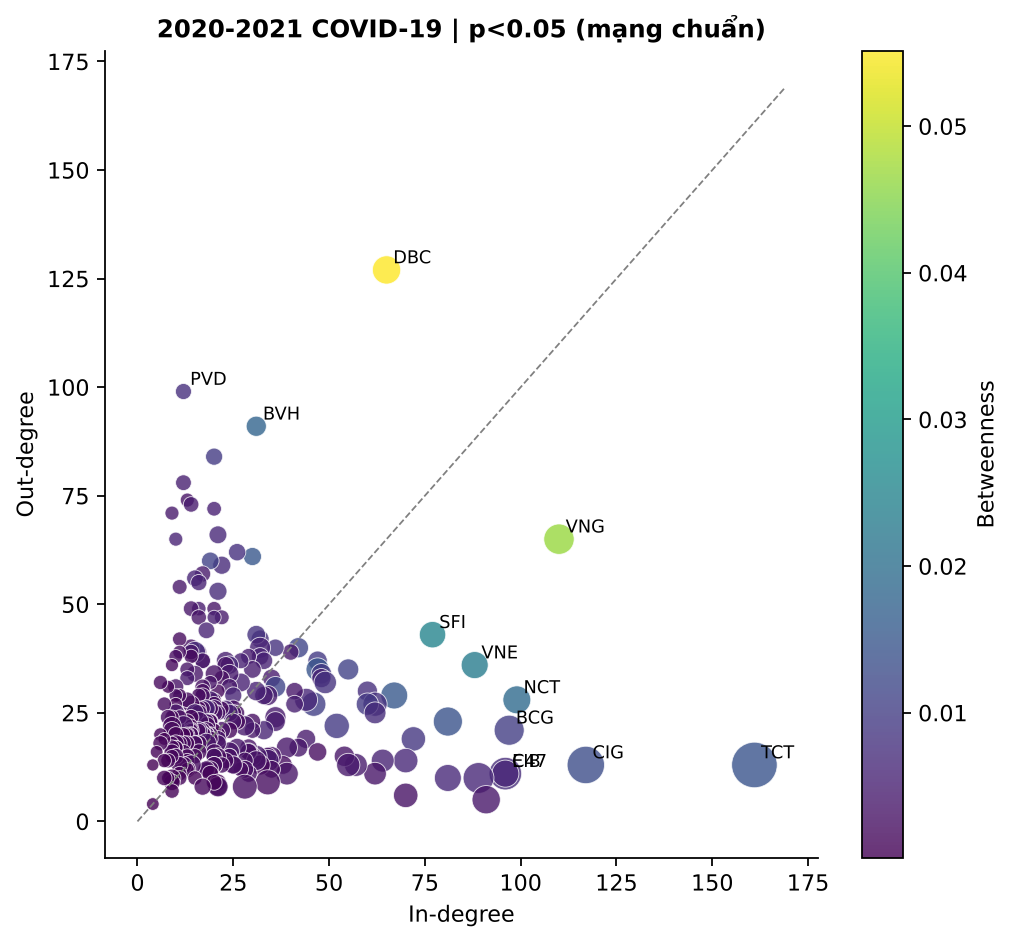 2020-2021 COVID-19 | p<0.05 (mạng chuẩn)
175
150
125
100
75
50
25
0
Out-degree
DBC
PVD
BVH
VNG
SFI
VNE
NCT
BCG
CIG
TCT
0 25 50 75 100 125 150 175
In-degree
0.05
0.04
0.03
0.02
0.01
Betweenness